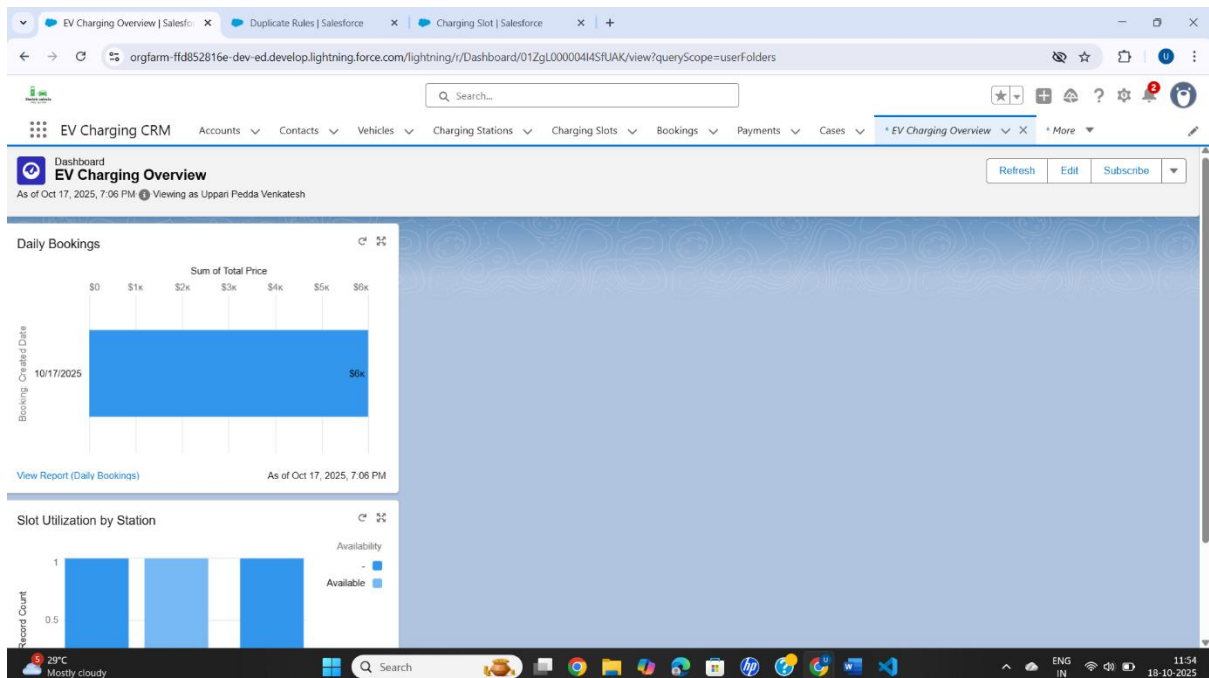 EV Charging Overview | Salesfo
Duplicate Rules | Salesforce
Charging Slot | Salesforce
orgfarm-ffd852816e-dev-ed.develop.lightning.force.com/lightning/r/Dashboard/01ZgL000004I4SfUAK/view?queryScope=userFolders
U
Search...
2
EV Charging CRM
Accounts
Contacts
Vehicles
Charging Stations
Charging Slots
Bookings
Payments
Cases
* EV Charging Overview
* More
Dashboard
EV Charging Overview
As of Oct 17, 2025, 7:06 PM Viewing as Uppari Pedda Venkatesh
Refresh
Edit
Subscribe
Daily Bookings
Sum of Total Price
$0 $1K $2K $3K $4K $5K $6K
Booking: Created Date
10/17/2025
$6K
View Report (Daily Bookings)
As of Oct 17, 2025, 7:06 PM
Slot Utilization by Station
Availability
-
Available
1
0.5
Record Count
5
29°C
Mostly cloudy
Search
ENG
IN
11:54
18-10-2025